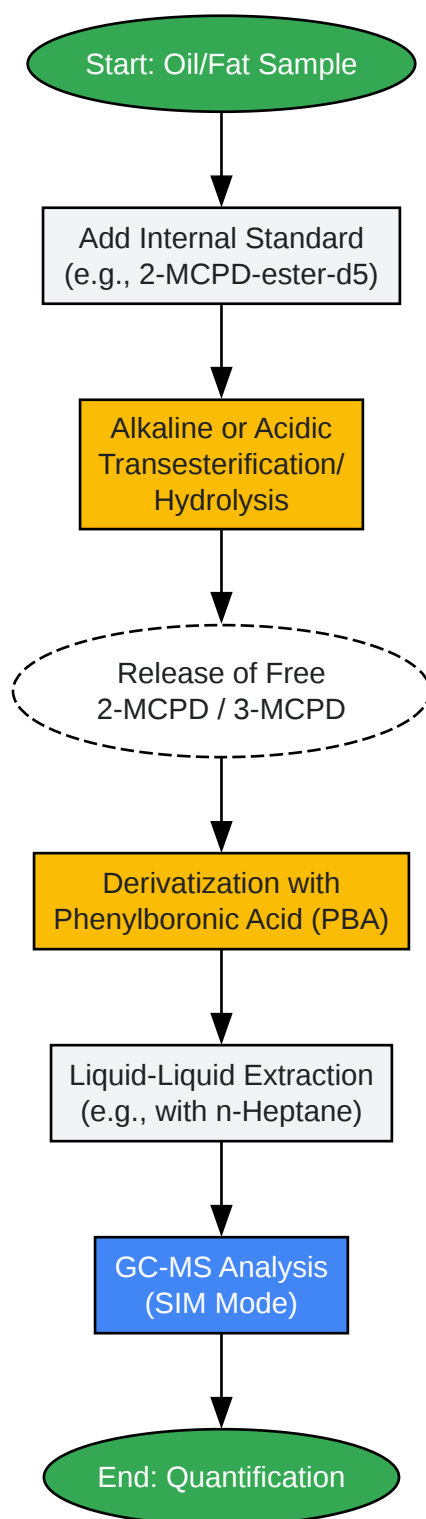 Start: Oil/Fat Sample
Add Internal Standard
(e.g., 2-MCPD-ester-d5)
Alkaline or Acidic
Transesterification/
Hydrolysis
Release of Free
2-MCPD / 3-MCPD
Derivatization with
Phenylboronic Acid (PBA)
Liquid-Liquid Extraction
(e.g., with n-Heptane)
GC-MS Analysis
(SIM Mode)
End: Quantification